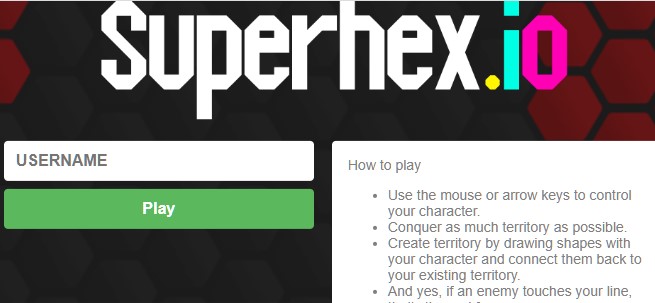 Superhex.io
USERNAME
Play
How to play
Use the mouse or arrow keys to control
your character.
Conquer as much territory as possible.
Create territory by drawing shapes with
your character and connect them back to
your existing territory.
And yes, if an enemy touches your line,